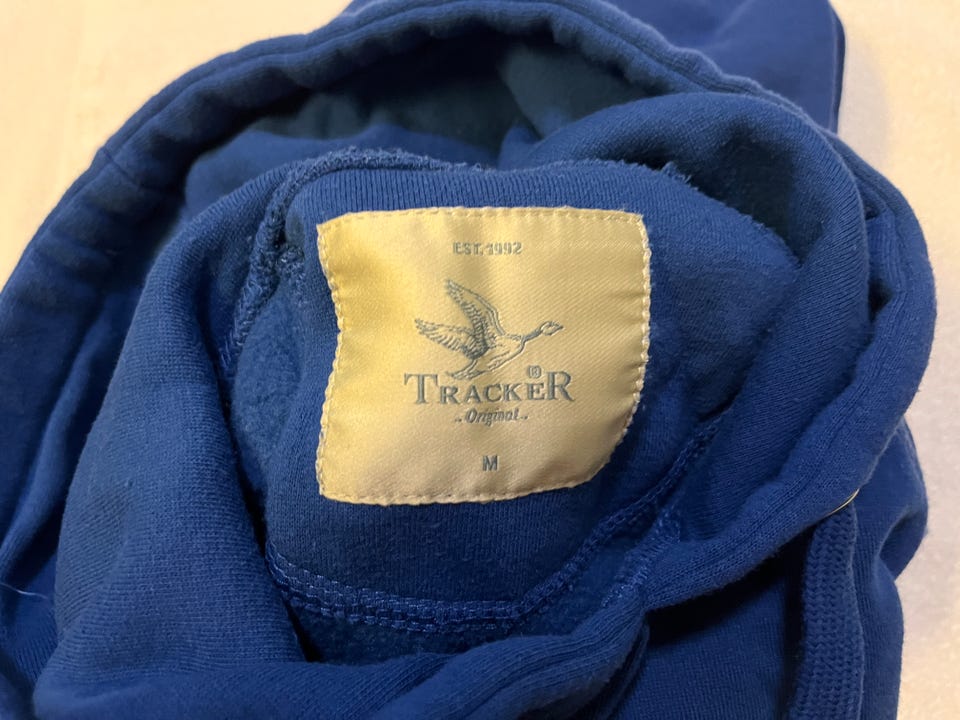 EST. 1992
TRACKER®
.. Original ..
M